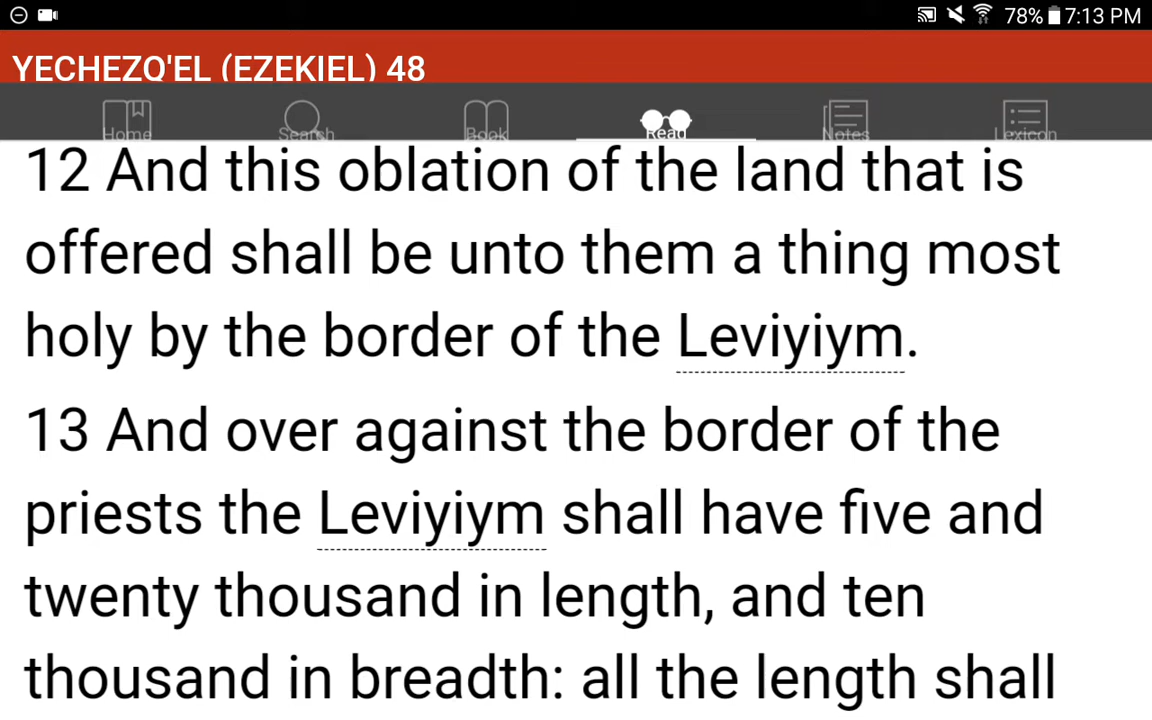 78% 7:13 PM
YECHEZQ'EL (EZEKIEL) 48
Home Search Book Read Notes Lexicon
12 And this oblation of the land that is
offered shall be unto them a thing most
holy by the border of the Leviyiym.
13 And over against the border of the
priests the Leviyiym shall have five and
twenty thousand in length, and ten
thousand in breadth: all the length shall